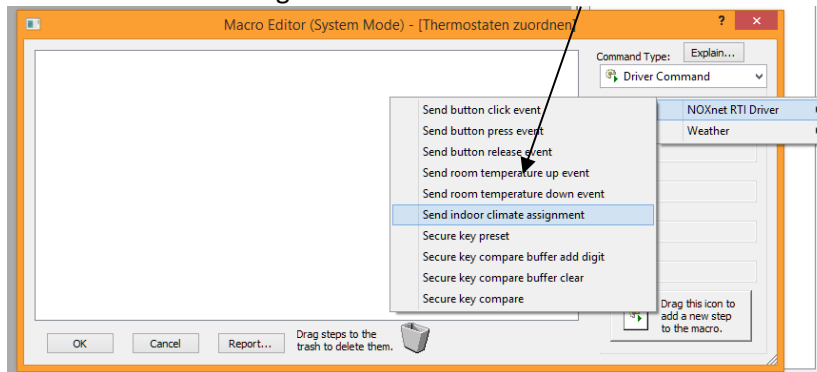 Macro Editor (System Mode) - [Thermostaten zuordnen]
?
×
Command Type:
Explain...
Driver Command
NOXnet RTI Driver
Weather
Send button click event
Send button press event
Send button release event
Send room temperature up event
Send room temperature down event
Send indoor climate assignment
Secure key preset
Secure key compare buffer add digit
Secure key compare buffer clear
Secure key compare
Drag this icon to
add a new step
to the macro.
OK
Cancel
Report...
Drag steps to the
trash to delete them.